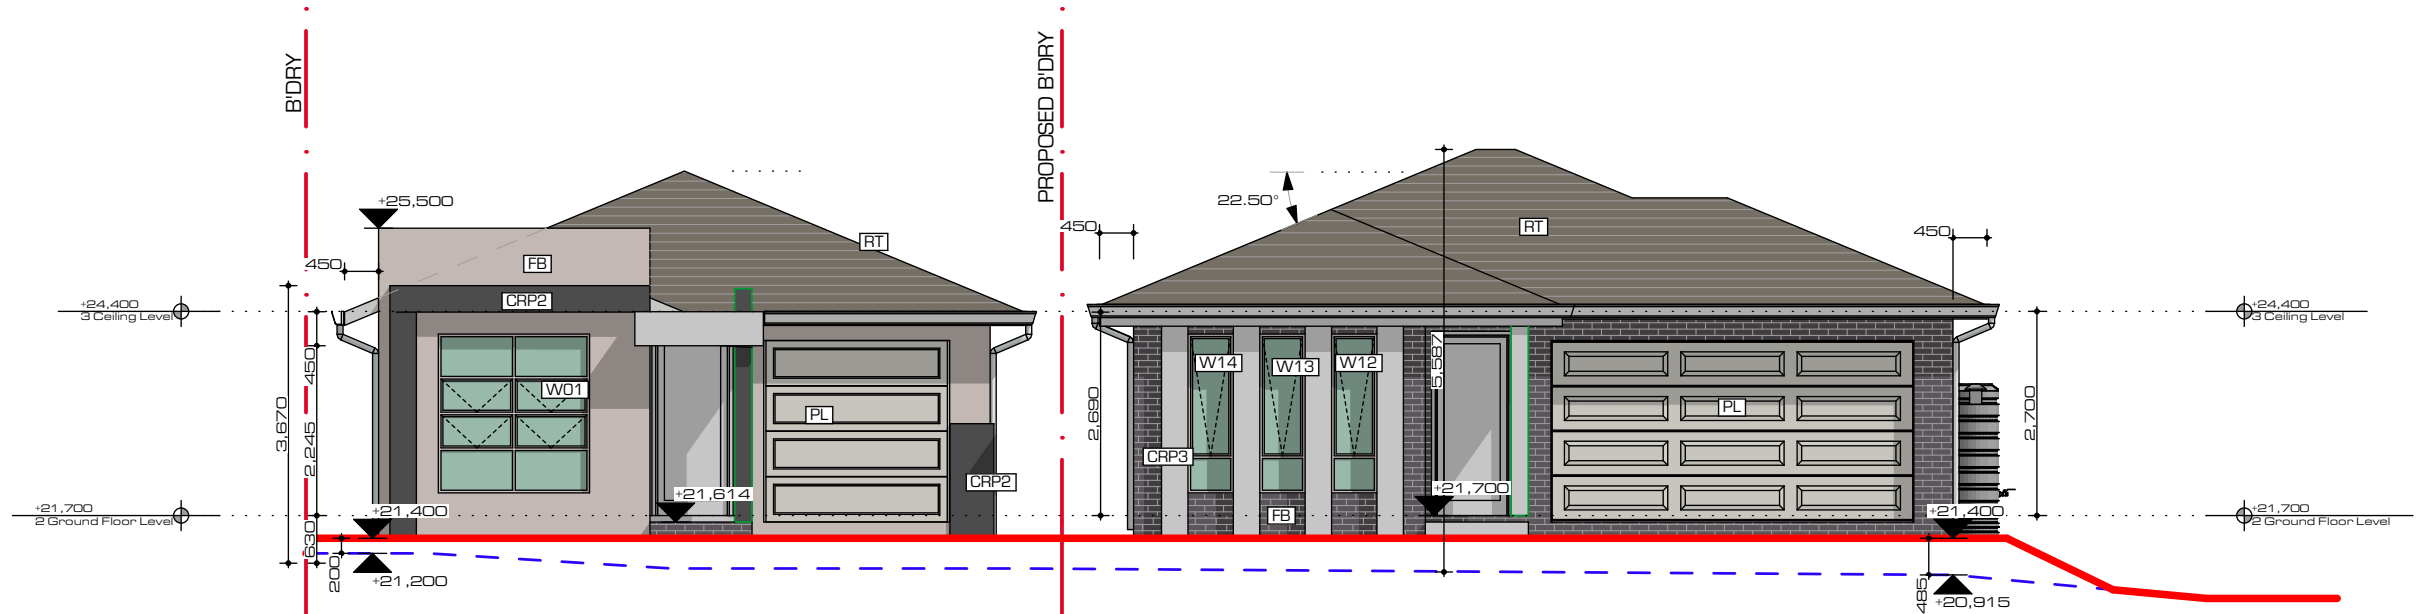 B'DRY
PROPOSED B'DRY
+25,500
22.50°
450
450
450
RT
RT
FB
CRP2
+24,400
3 Ceiling Level
+24,400
3 Ceiling Level
W01
W14
W13
W12
5,587
450
3,670
2,245
2,690
2,700
PL
PL
CRP3
CRP2
+21,614
+21,700
FB
+21,700
2 Ground Floor Level
+21,400
+21,400
+21,700
2 Ground Floor Level
630
200
+21,200
485
+20,915